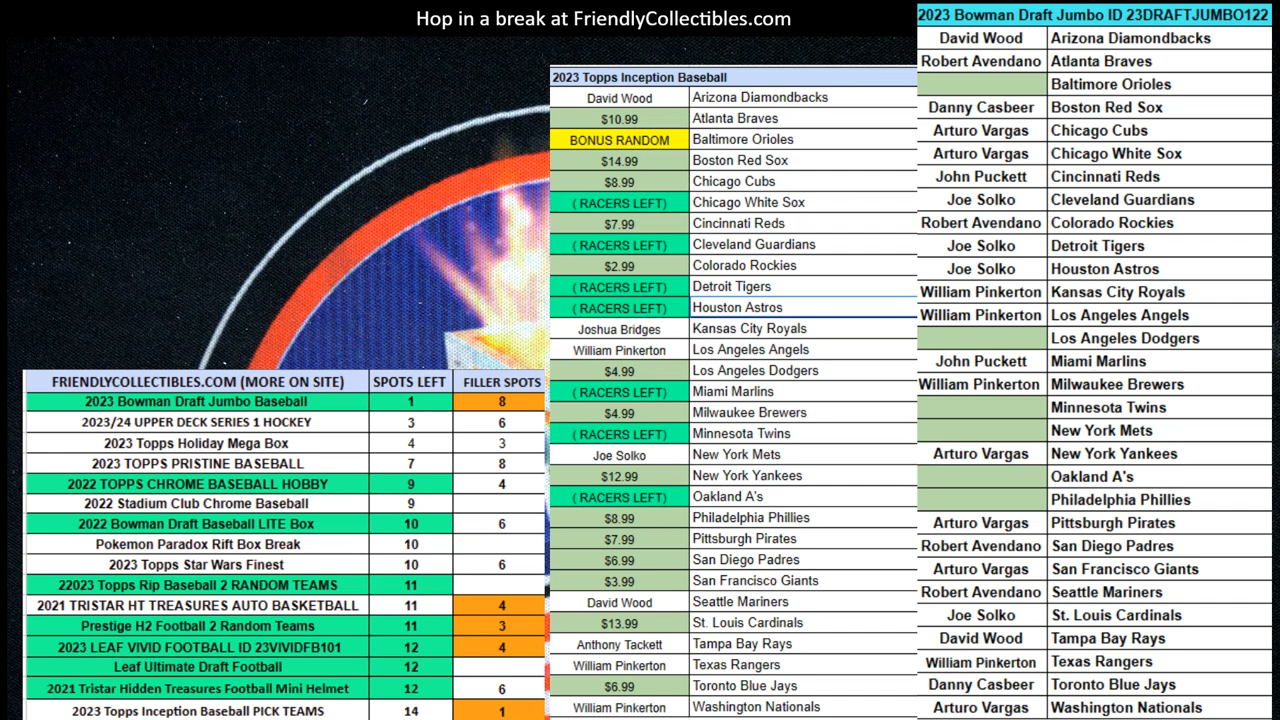 Hop in a break at FriendlyCollectibles.com
FRIENDLYCOLLECTIBLES.COM (MORE ON SITE) SPOTS LEFT FILLER SPOTS
2023 Bowman Draft Jumbo Baseball 1 8
2023/24 UPPER DECK SERIES 1 HOCKEY 3 6
2023 Topps Holiday Mega Box 4 3
2023 TOPPS PRISTINE BASEBALL 7 8
2022 TOPPS CHROME BASEBALL HOBBY 9 4
2022 Stadium Club Chrome Baseball 9
2022 Bowman Draft Baseball LITE Box 10 6
Pokemon Paradox Rift Box Break 10
2023 Topps Star Wars Finest 10 6
22023 Topps Rip Baseball 2 RANDOM TEAMS 11
2021 TRISTAR HT TREASURES AUTO BASKETBALL 11 4
Prestige H2 Football 2 Random Teams 11 3
2023 LEAF VIVID FOOTBALL ID 23VIVIDFB101 12 4
Leaf Ultimate Draft Football 12
2021 Tristar Hidden Treasures Football Mini Helmet 12 6
2023 Topps Inception Baseball PICK TEAMS 14 1
2023 Topps Inception Baseball
David Wood Arizona Diamondbacks
$10.99 Atlanta Braves
BONUS RANDOM Baltimore Orioles
$14.99 Boston Red Sox
$8.99 Chicago Cubs
( RACERS LEFT) Chicago White Sox
$7.99 Cincinnati Reds
( RACERS LEFT) Cleveland Guardians
$2.99 Colorado Rockies
( RACERS LEFT) Detroit Tigers
( RACERS LEFT) Houston Astros
Joshua Bridges Kansas City Royals
William Pinkerton Los Angeles Angels
$4.99 Los Angeles Dodgers
( RACERS LEFT) Miami Marlins
$4.99 Milwaukee Brewers
( RACERS LEFT) Minnesota Twins
Joe Solko New York Mets
$12.99 New York Yankees
( RACERS LEFT) Oakland A's
$8.99 Philadelphia Phillies
$7.99 Pittsburgh Pirates
$6.99 San Diego Padres
$3.99 San Francisco Giants
David Wood Seattle Mariners
$13.99 St. Louis Cardinals
Anthony Tackett Tampa Bay Rays
William Pinkerton Texas Rangers
$6.99 Toronto Blue Jays
William Pinkerton Washington Nationals
2023 Bowman Draft Jumbo ID 23DRAFTJUMBO122
David Wood Arizona Diamondbacks
Robert Avendano Atlanta Braves
Baltimore Orioles
Danny Casbeer Boston Red Sox
Arturo Vargas Chicago Cubs
Arturo Vargas Chicago White Sox
John Puckett Cincinnati Reds
Joe Solko Cleveland Guardians
Robert Avendano Colorado Rockies
Joe Solko Detroit Tigers
Joe Solko Houston Astros
William Pinkerton Kansas City Royals
William Pinkerton Los Angeles Angels
Los Angeles Dodgers
John Puckett Miami Marlins
William Pinkerton Milwaukee Brewers
Minnesota Twins
New York Mets
Arturo Vargas New York Yankees
Oakland A's
Philadelphia Phillies
Arturo Vargas Pittsburgh Pirates
Robert Avendano San Diego Padres
Arturo Vargas San Francisco Giants
Robert Avendano Seattle Mariners
Joe Solko St. Louis Cardinals
David Wood Tampa Bay Rays
William Pinkerton Texas Rangers
Danny Casbeer Toronto Blue Jays
Arturo Vargas Washington Nationals